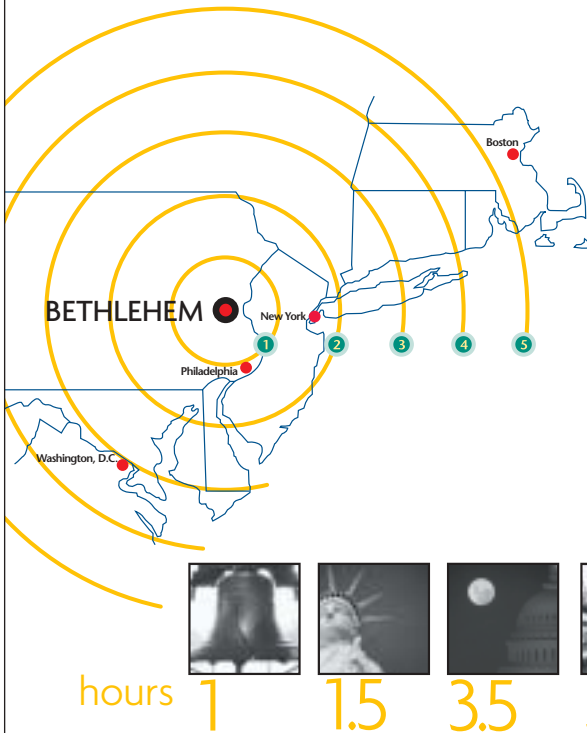 Boston
BETHLEHEM
New York
1 2 3 4 5
Philadelphia
Washington, D.C.
hours 1 1.5 3.5